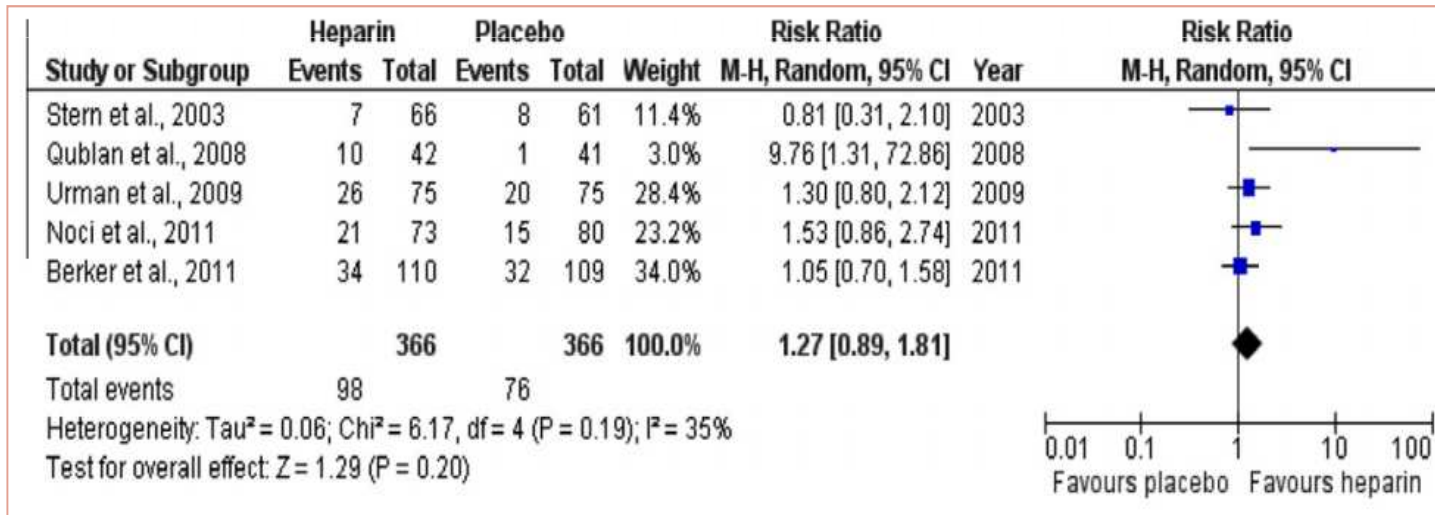 Heparin Placebo Risk Ratio Risk Ratio
Study or Subgroup Events Total Events Total Weight M-H, Random, 95% CI Year M-H, Random, 95% CI
Stern et al., 2003 7 66 8 61 11.4% 0.81 [0.31, 2.10] 2003
Qublan et al., 2008 10 42 1 41 3.0% 9.76 [1.31, 72.86] 2008
Urman et al., 2009 26 75 20 75 28.4% 1.30 [0.80, 2.12] 2009
Noci et al., 2011 21 73 15 80 23.2% 1.53 [0.86, 2.74] 2011
Berker et al., 2011 34 110 32 109 34.0% 1.05 [0.70, 1.58] 2011
Total (95% CI) 366 366 100.0% 1.27 [0.89, 1.81]
Total events 98 76
Heterogeneity: Tau² = 0.06; Chi² = 6.17, df = 4 (P = 0.19); I² = 35%
Test for overall effect: Z = 1.29 (P = 0.20)
0.01 0.1 1 10 100
Favours placebo Favours heparin